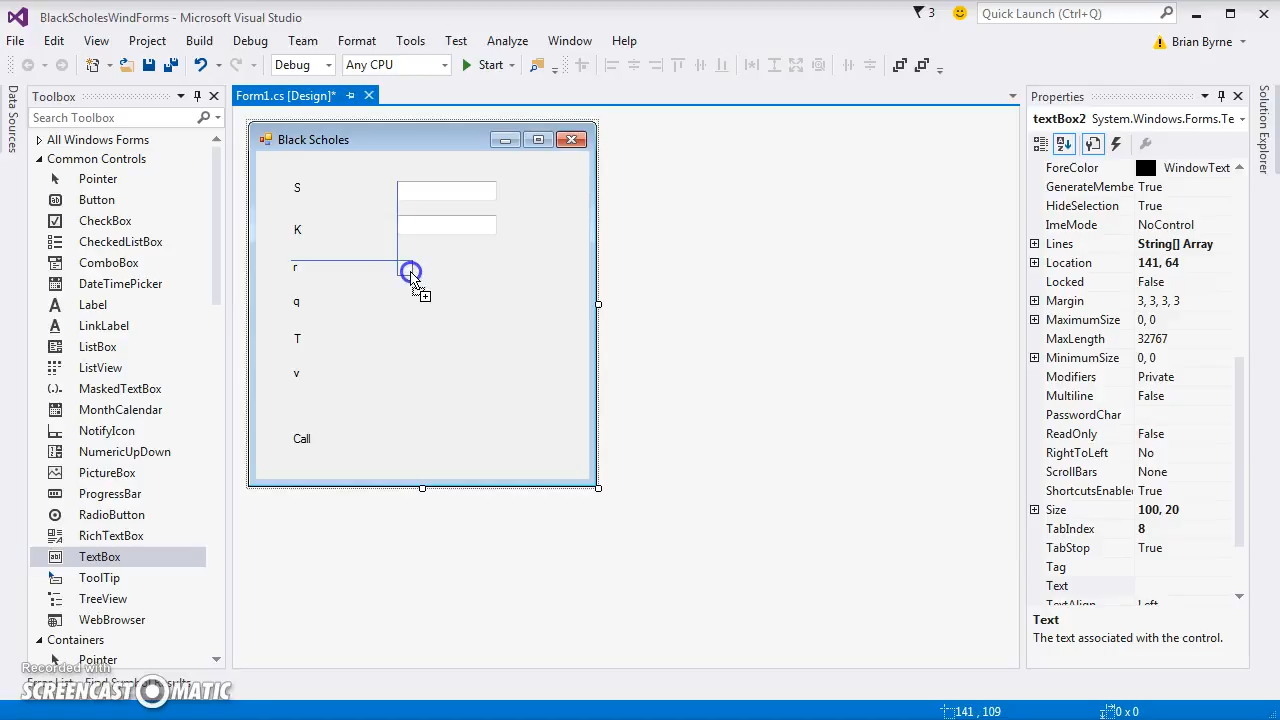 BlackScholesWindForms - Microsoft Visual Studio
3
Quick Launch (Ctrl+Q)
File Edit View Project Build Debug Team Format Tools Test Analyze Window Help
Brian Byrne
Debug Any CPU Start
Data Sources
Toolbox
Search Toolbox
All Windows Forms
Common Controls
Pointer
Button
CheckBox
CheckedListBox
ComboBox
DateTimePicker
Label
LinkLabel
ListBox
ListView
MaskedTextBox
MonthCalendar
NotifyIcon
NumericUpDown
PictureBox
ProgressBar
RadioButton
RichTextBox
TextBox
ToolTip
TreeView
WebBrowser
Containers
Pointer
Form1.cs [Design]*
Black Scholes
S
K
r
q
T
v
Call
Properties
textBox2 System.Windows.Forms.Te
ForeColor WindowText
GenerateMembe True
HideSelection True
ImeMode NoControl
Lines String[] Array
Location 141, 64
Locked False
Margin 3, 3, 3, 3
MaximumSize 0, 0
MaxLength 32767
MinimumSize 0, 0
Modifiers Private
Multiline False
PasswordChar
ReadOnly False
RightToLeft No
ScrollBars None
ShortcutsEnabled True
Size 100, 20
TabIndex 8
TabStop True
Tag
Text
TextAlign Left
Text
The text associated with the control.
Solution Explorer
Recorded with
SCREENCAST MATIC
141 , 109
0 x 0